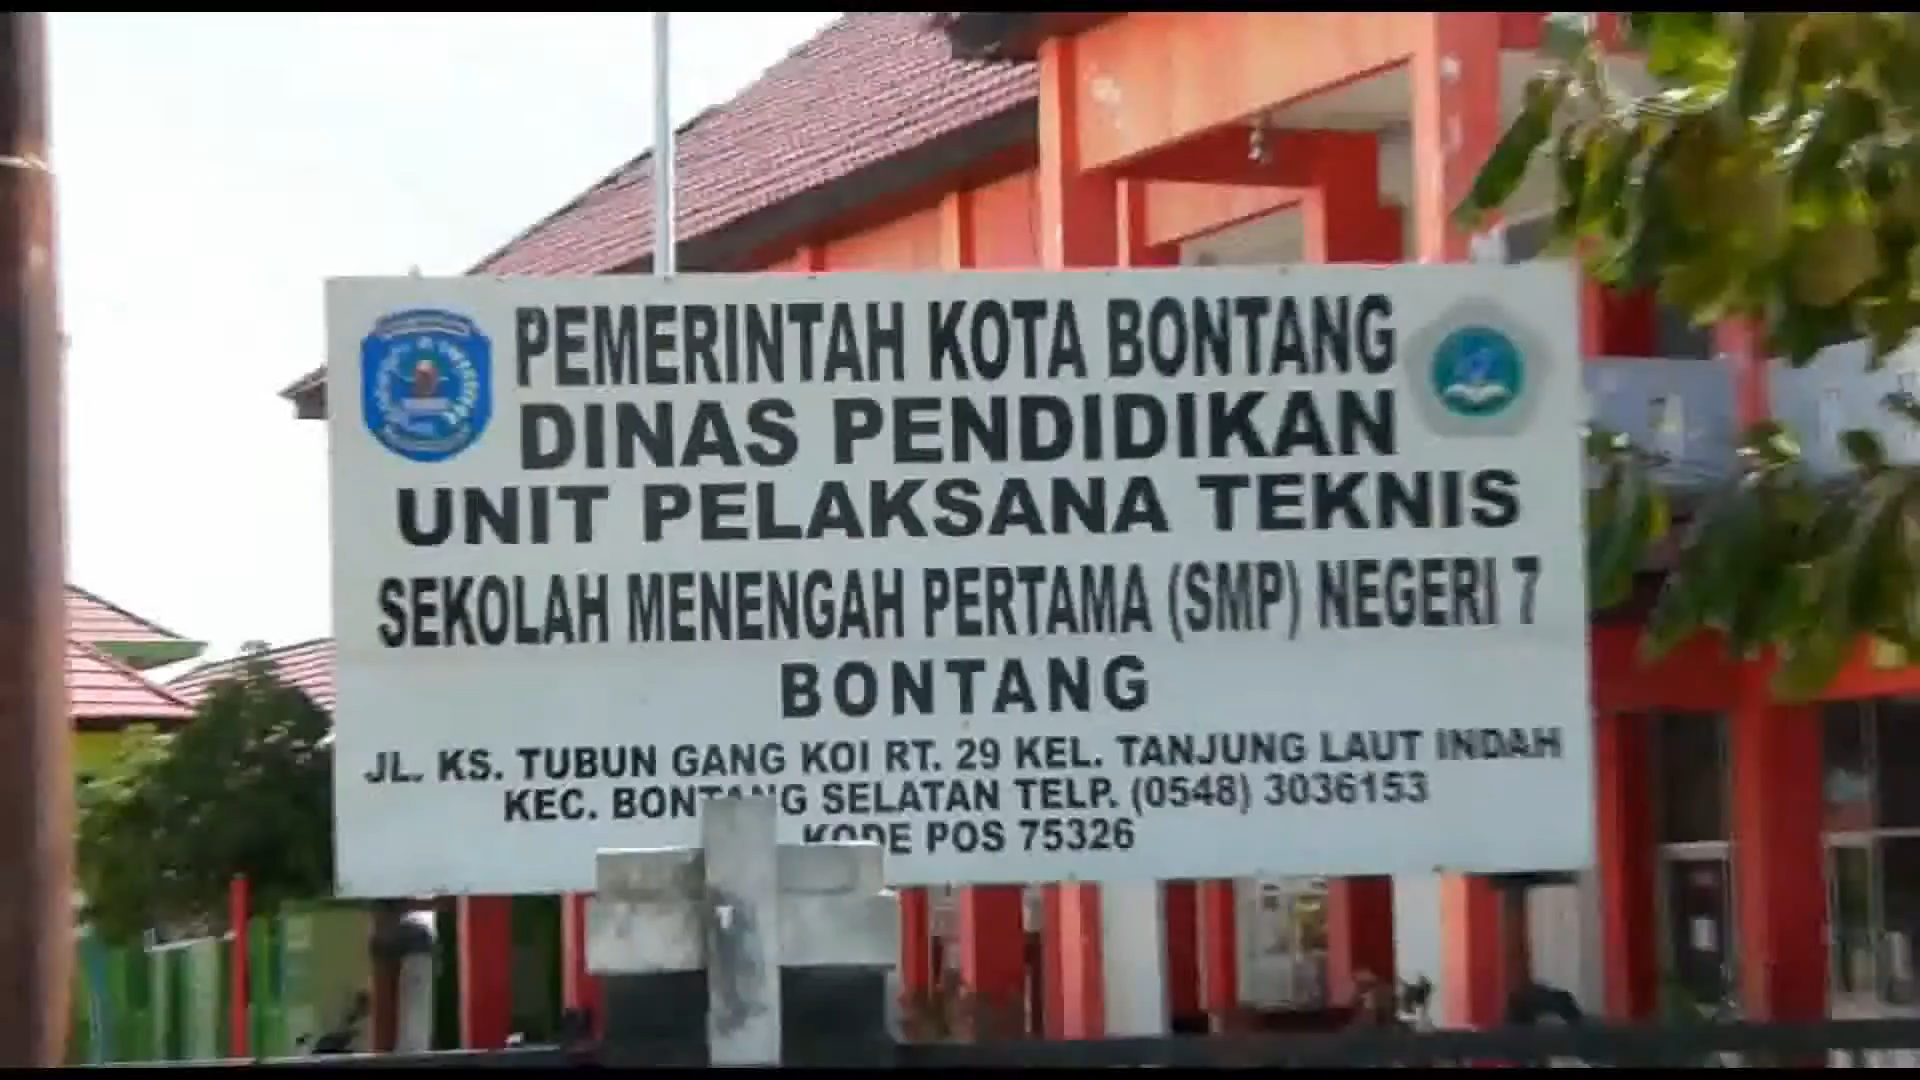 PEMERINTAH KOTA BONTANG
DINAS PENDIDIKAN
UNIT PELAKSANA TEKNIS
SEKOLAH MENENGAH PERTAMA (SMP) NEGERI 7
BONTANG
JL. KS. TUBUN GANG KOI RT. 29 KEL. TANJUNG LAUT INDAH
KEC. BONTANG SELATAN TELP. (0548) 3036153
KODE POS 75326